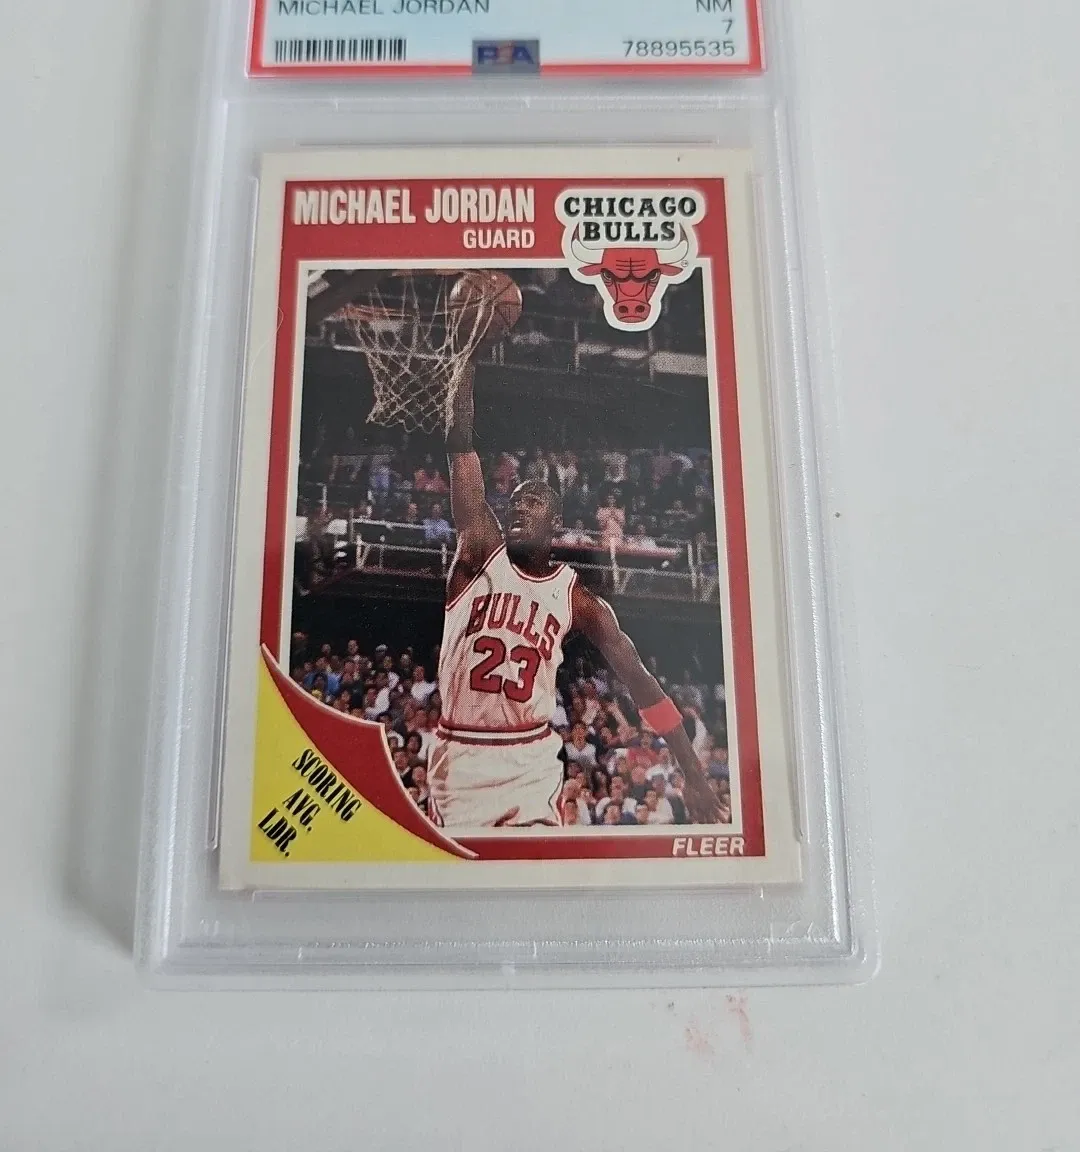 MICHAEL JORDAN
NM
7
PSA
78895535
MICHAEL JORDAN
GUARD
CHICAGO
BULLS
BULLS
23
SCORING
AVG.
LDR.
FLEER